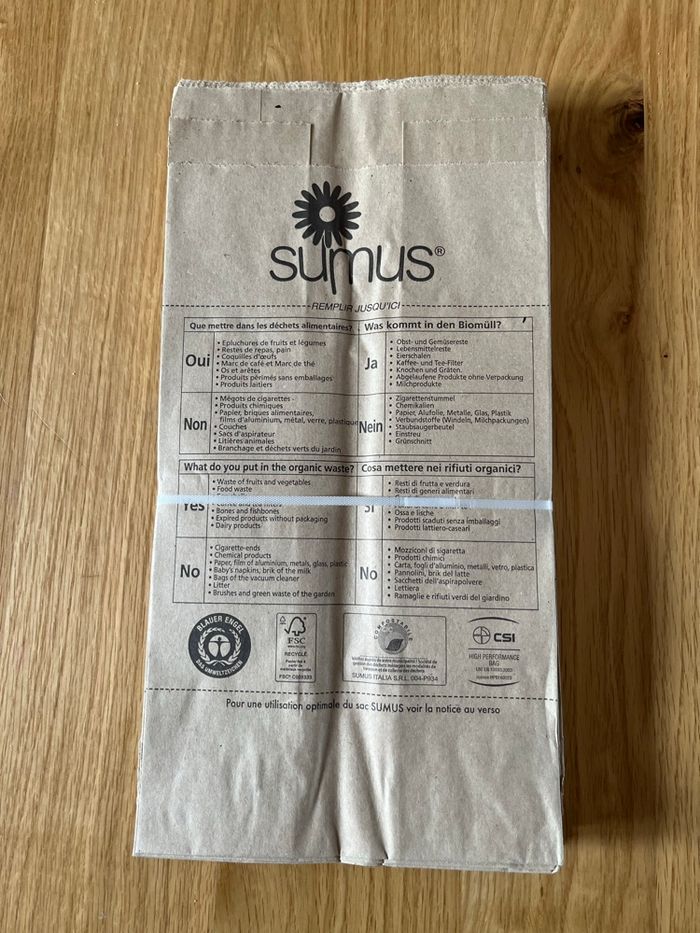 sumus®
REMPLIR JUSQU'ICI
Que mettre dans les déchets alimentaires?
Oui
• Epluchures de fruits et légumes
• Restes de repas, pain
• Coquilles d'œufs
• Marc de café et Marc de thé
• Os et arêtes
• Produits périmés sans emballages
• Produits laitiers
Non
• Mégots de cigarettes
• Produits chimiques
• Papier, briques alimentaires,
films d'aluminium, métal, verre, plastique
• Couches
• Sacs d'aspirateur
• Litières animales
• Branchage et déchets verts du jardin
Was kommt in den Biomüll?
Ja
• Obst- und Gemüsereste
• Lebensmittelreste
• Eierschalen
• Kaffee- und Tee-Filter
• Knochen und Gräten.
• Abgelaufene Produkte ohne Verpackung
• Milchprodukte
Nein
• Zigarettenstummel
• Chemikalien
• Papier, Alufolie, Metalle, Glas, Plastik
• Verbundstoffe (Windeln, Milchpackungen)
• Staubsaugerbeutel
• Einstreu
• Grünschnitt
What do you put in the organic waste?
Yes
• Waste of fruits and vegetables
• Food waste
• Bones and fishbones
• Expired products without packaging
• Dairy products
No
• Cigarette-ends
• Chemical products
• Paper, film of aluminium, metals, glass, plastic
• Baby's napkins, brik of the milk
• Bags of the vacuum cleaner
• Litter
• Brushes and green waste of the garden
Cosa mettere nei rifiuti organici?
Si
• Resti di frutta e verdura
• Resti di generi alimentari
• Ossa e lische
• Prodotti scaduti senza imballaggi
• Prodotti lattiero-caseari
No
• Mozziconi di sigaretta
• Prodotti chimici
• Carta, fogli d'alluminio, metalli, vetro, plastica
• Pannolini, brik del latte
• Sacchetti dell'aspirapolvere
• Lettiera
• Ramaglie e rifiuti verdi del giardino
BLAUER ENGEL
DAS UMWELTZEICHEN
FSC
RECYCLÉ
COMPOSTABILE
SUMUS ITALIA S.R.L. 004-P934
CSI
HIGH PERFORMANCE
BAG
Pour une utilisation optimale du sac SUMUS voir la notice au verso